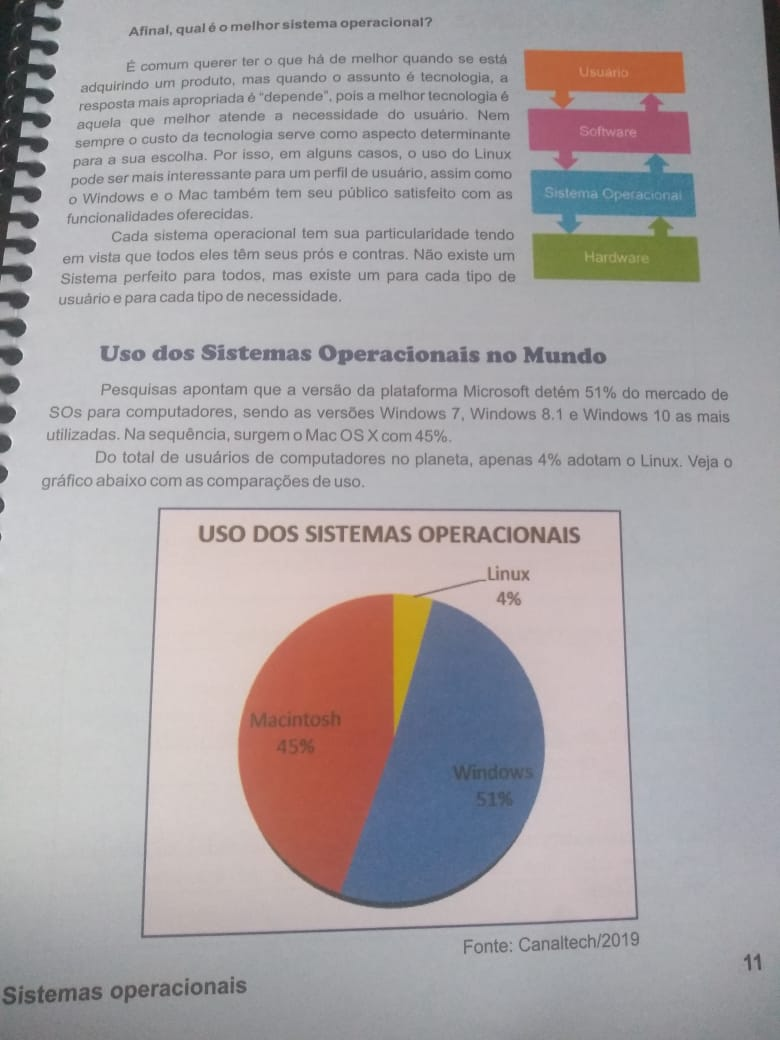 Afinal, qual é o melhor sistema operacional?
É comum querer ter o que há de melhor quando se está
adquirindo um produto, mas quando o assunto é tecnologia, a
resposta mais apropriada é “depende”, pois a melhor tecnologia é
aquela que melhor atende a necessidade do usuário. Nem
sempre o custo da tecnologia serve como aspecto determinante
para a sua escolha. Por isso, em alguns casos, o uso do Linux
pode ser mais interessante para um perfil de usuário, assim como
o Windows e o Mac também tem seu público satisfeito com as
funcionalidades oferecidas.
Cada sistema operacional tem sua particularidade tendo
em vista que todos eles têm seus prós e contras. Não existe um
Sistema perfeito para todos, mas existe um para cada tipo de
usuário e para cada tipo de necessidade.
Usuário
Software
Sistema Operacional
Hardware
Uso dos Sistemas Operacionais no Mundo
Pesquisas apontam que a versão da plataforma Microsoft detém 51% do mercado de
SOs para computadores, sendo as versões Windows 7, Windows 8.1 e Windows 10 as mais
utilizadas. Na sequência, surgem o Mac OS X com 45%.
Do total de usuários de computadores no planeta, apenas 4% adotam o Linux. Veja o
gráfico abaixo com as comparações de uso.
USO DOS SISTEMAS OPERACIONAIS
Linux
4%
Macintosh
45%
Windows
51%
Fonte: Canaltech/2019
11
Sistemas operacionais